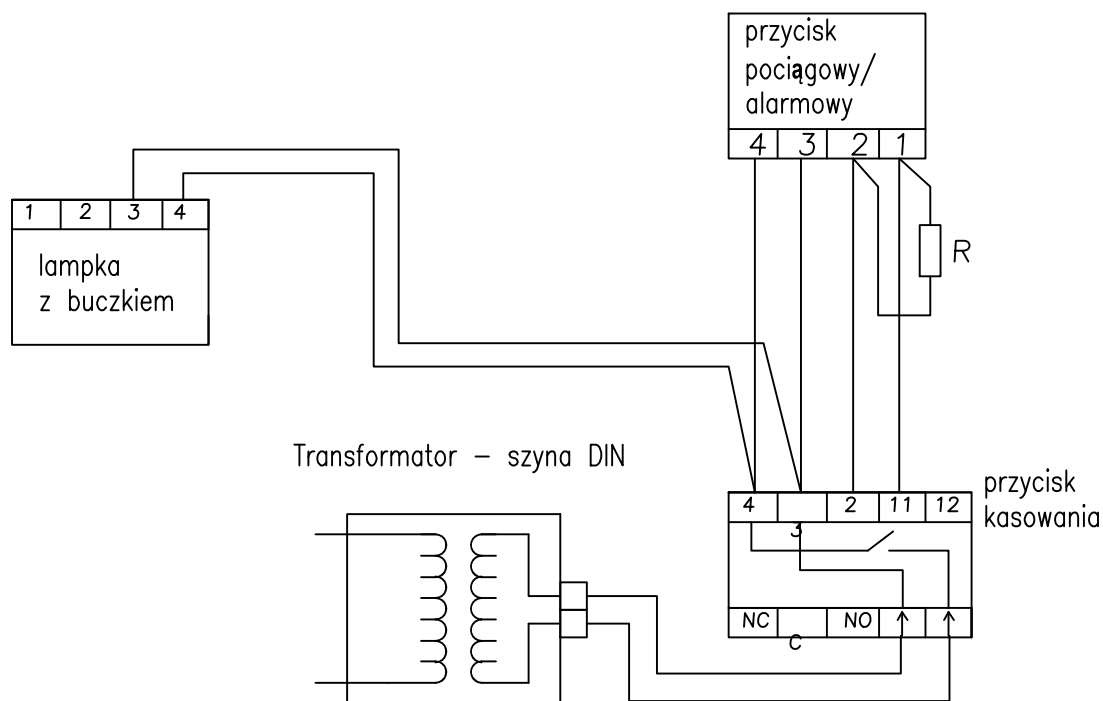 przycisk
pociągowy/
alarmowy
4 3 2 1
1 2 3 4
lampka
z buczkiem
R
Transformator – szyna DIN
przycisk
kasowania
4 3 2 11 12
NC C NO